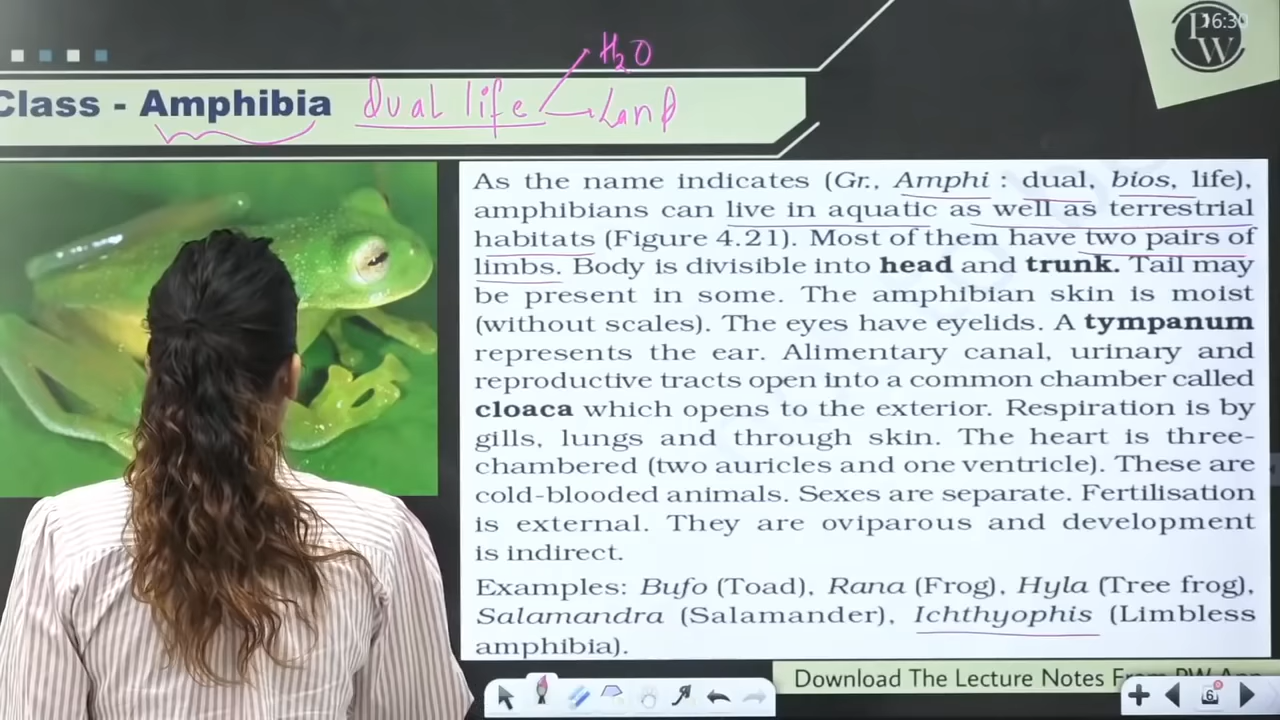 PW
16:30
H₂O
Class - Amphibia dual life Land
As the name indicates (Gr., Amphi : dual, bios, life),
amphibians can live in aquatic as well as terrestrial
habitats (Figure 4.21). Most of them have two pairs of
limbs. Body is divisible into head and trunk. Tail may
be present in some. The amphibian skin is moist
(without scales). The eyes have eyelids. A tympanum
represents the ear. Alimentary canal, urinary and
reproductive tracts open into a common chamber called
cloaca which opens to the exterior. Respiration is by
gills, lungs and through skin. The heart is three-
chambered (two auricles and one ventricle). These are
cold-blooded animals. Sexes are separate. Fertilisation
is external. They are oviparous and development
is indirect.
Examples: Bufo (Toad), Rana (Frog), Hyla (Tree frog),
Salamandra (Salamander), Ichthyophis (Limbless
amphibia).
Download The Lecture Notes From PW A
6